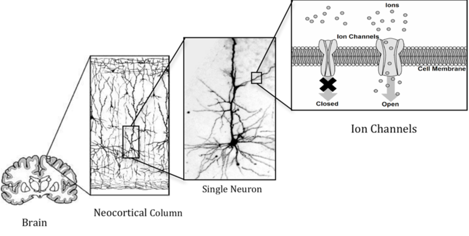 Ions
Ion Channels
Cell Membrane
Closed
Open
Ion Channels
Single Neuron
Neocortical Column
Brain